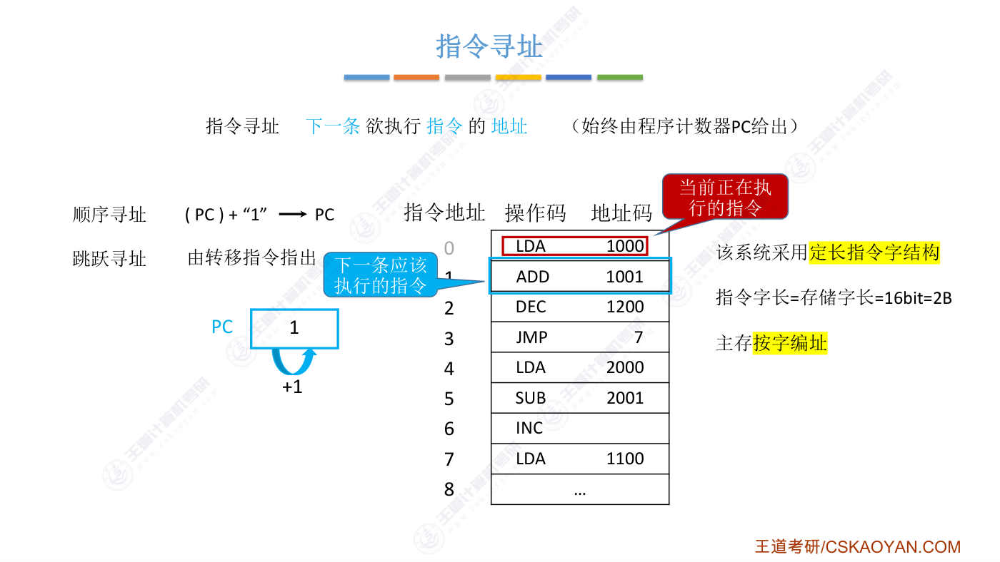 指令寻址
指令寻址 下一条 欲执行 指令 的 地址 （始终由程序计数器PC给出）
当前正在执
行的指令
顺序寻址 ( PC ) + “1” → PC
跳跃寻址 由转移指令指出
下一条应该
执行的指令
PC 1
+1
指令地址 操作码 地址码
0 LDA 1000
1 ADD 1001
2 DEC 1200
3 JMP 7
4 LDA 2000
5 SUB 2001
6 INC
7 LDA 1100
8 …
该系统采用定长指令字结构
指令字长=存储字长=16bit=2B
主存按字编址
王道考研/CSKAOYAN.COM